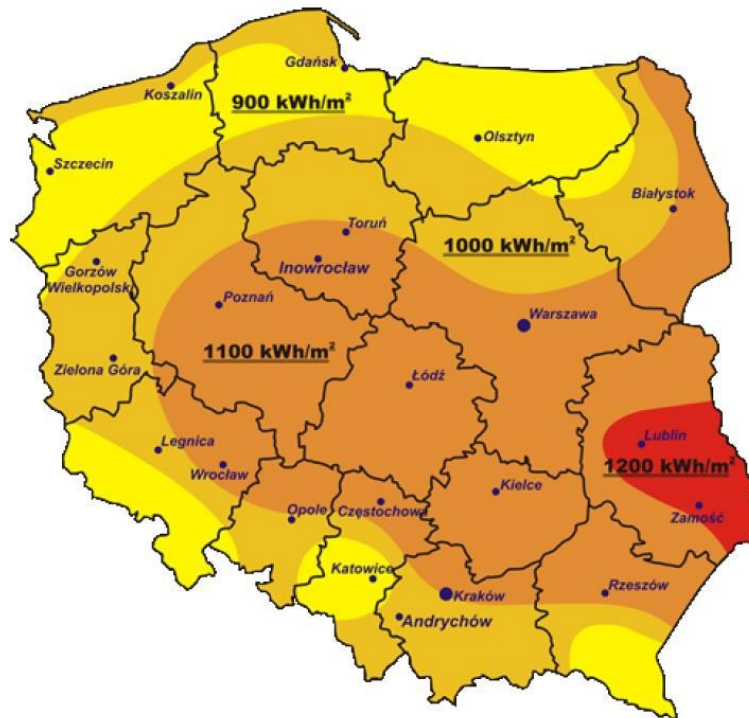 Gdańsk
Koszalin
900 kWh/m²
Olsztyn
Szczecin
Białystok
Toruń
1000 kWh/m²
Inowrocław
Gorzów
Wielkopolski
Poznań
Warszawa
1100 kWh/m²
Zielona Góra
Łódź
Legnica
Lublin
Wrocław
1200 kWh/m²
Kielce
Opole
Częstochowa
Zamość
Katowice
Kraków
Rzeszów
Andrychów